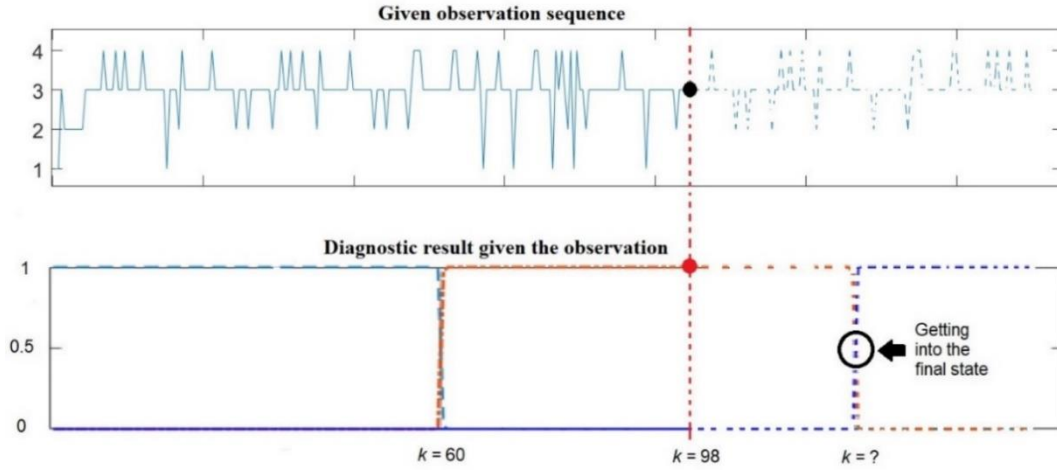 Given observation sequence
4
3
2
1
Diagnostic result given the observation
1
0.5
0
Getting
into the
final state
k = 60
k = 98
k = ?